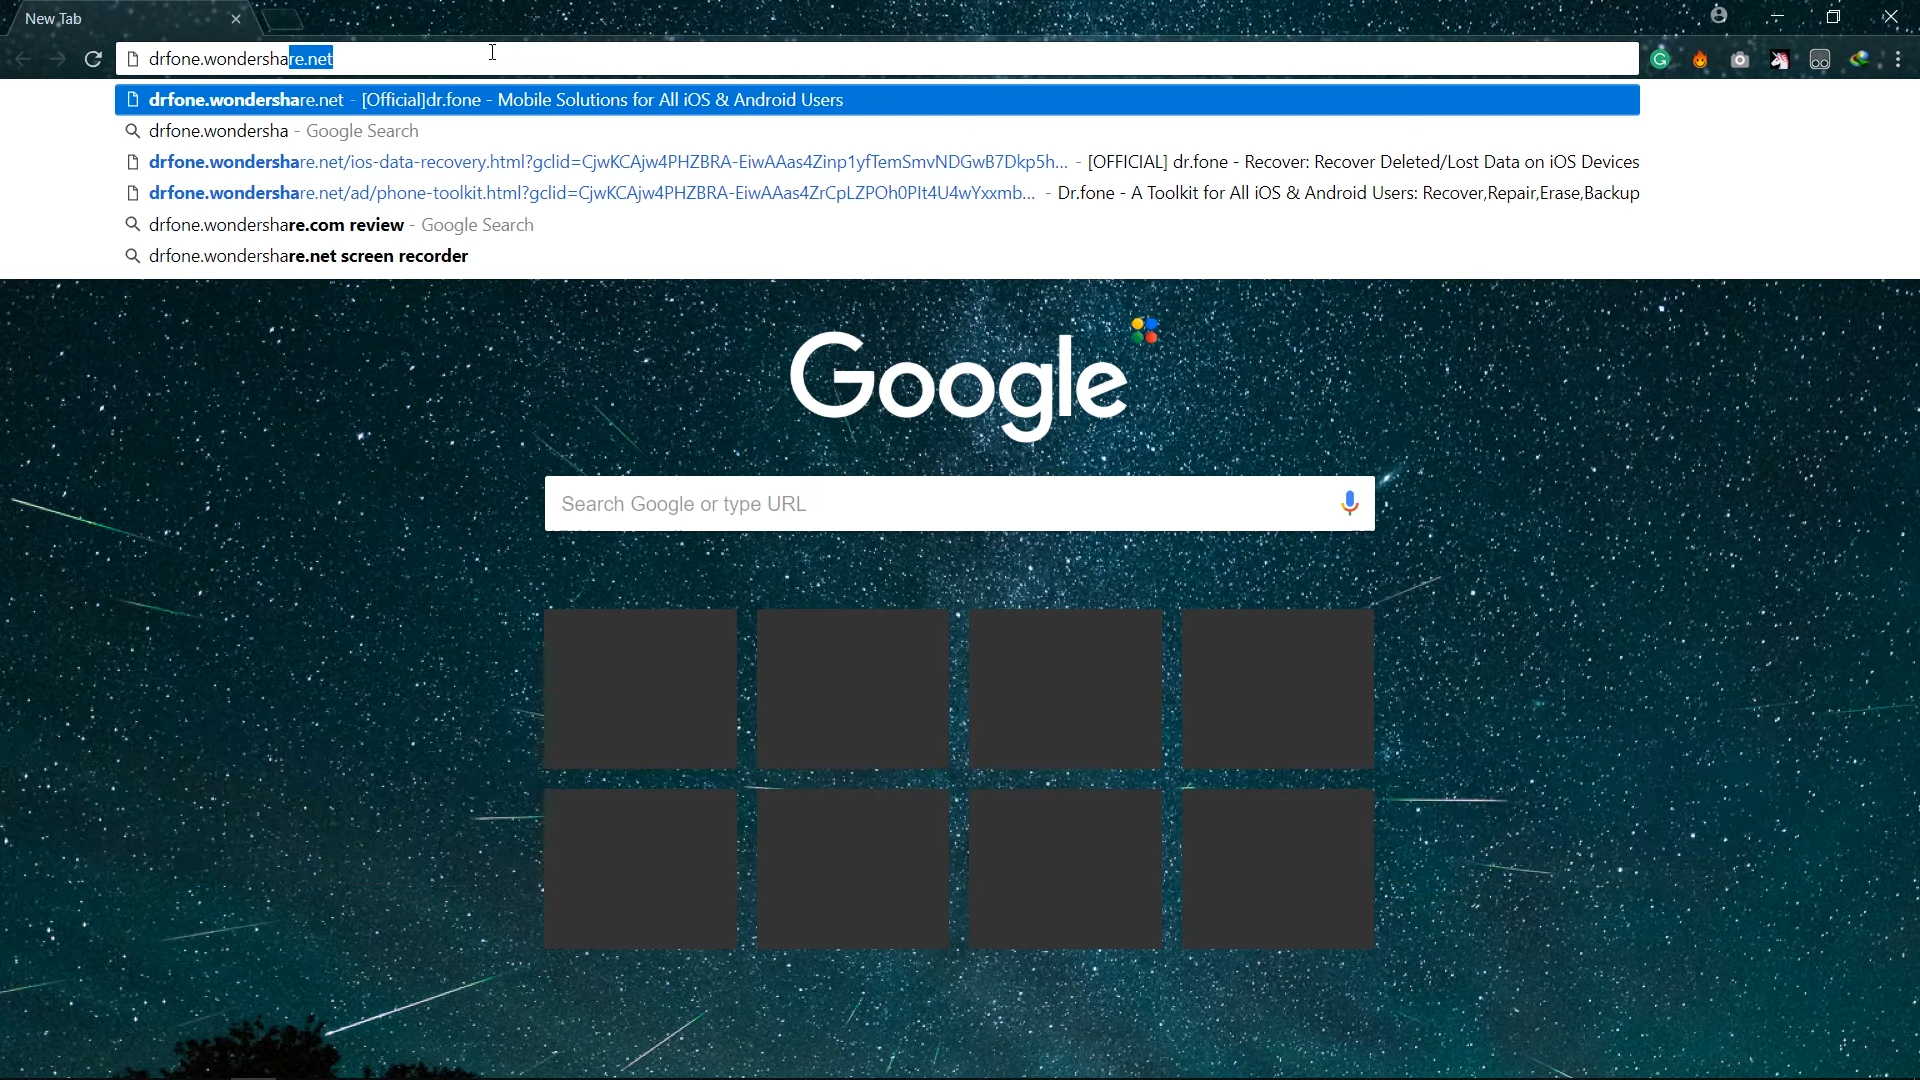 New Tab
drfone.wondershare.net
drfone.wondershare.net - [Official]dr.fone - Mobile Solutions for All iOS & Android Users
drfone.wondersha - Google Search
drfone.wondershare.net/ios-data-recovery.html?gclid=CjwKCAjw4PHZBRA-EiwAAas4Zinp1yfTemSmvNDGwB7Dkp5h... - [OFFICIAL] dr.fone - Recover: Recover Deleted/Lost Data on iOS Devices
drfone.wondershare.net/ad/phone-toolkit.html?gclid=CjwKCAjw4PHZBRA-EiwAAas4ZrCpLZPOh0PIt4U4wYxxmb... - Dr.fone - A Toolkit for All iOS & Android Users: Recover,Repair,Erase,Backup
drfone.wondershare.com review - Google Search
drfone.wondershare.net screen recorder
Google
Search Google or type URL